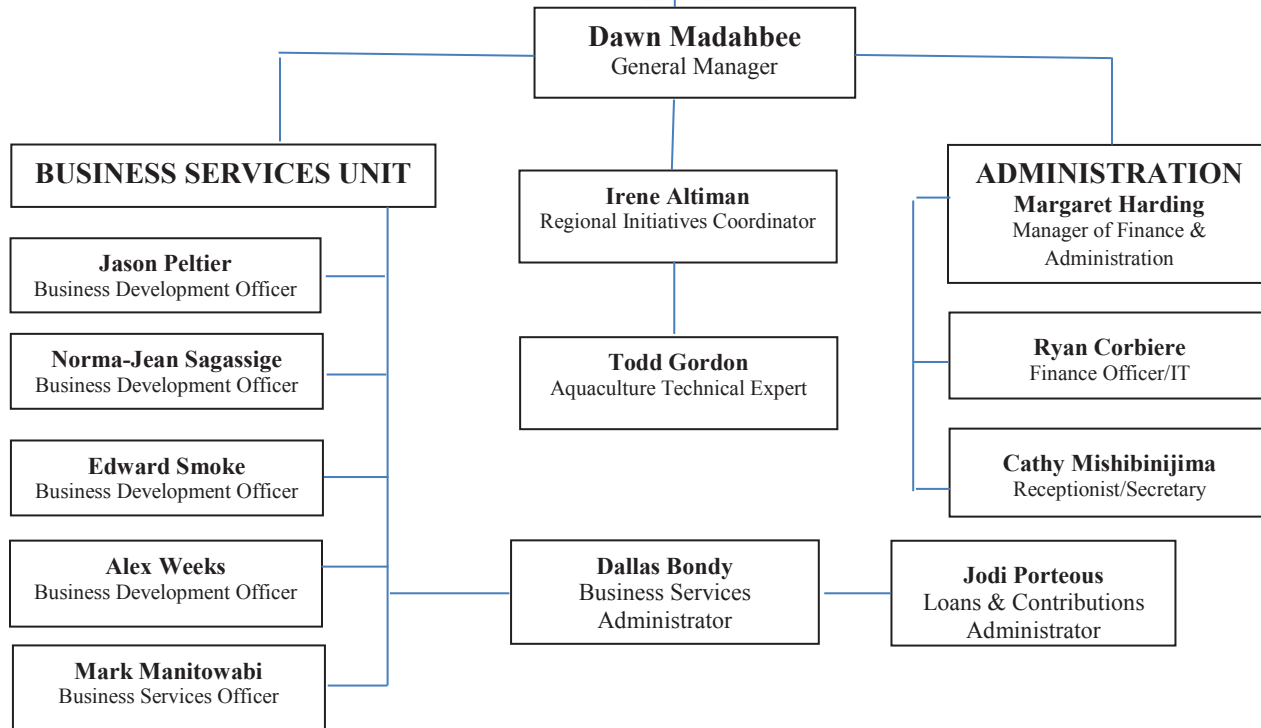 Dawn Madahbee
General Manager
BUSINESS SERVICES UNIT
Jason Peltier
Business Development Officer
Norma-Jean Sagassige
Business Development Officer
Edward Smoke
Business Development Officer
Alex Weeks
Business Development Officer
Mark Manitowabi
Business Services Officer
Irene Altiman
Regional Initiatives Coordinator
Todd Gordon
Aquaculture Technical Expert
Dallas Bondy
Business Services
Administrator
Jodi Porteous
Loans & Contributions
Administrator
ADMINISTRATION
Margaret Harding
Manager of Finance &
Administration
Ryan Corbiere
Finance Officer/IT
Cathy Mishibinijima
Receptionist/Secretary